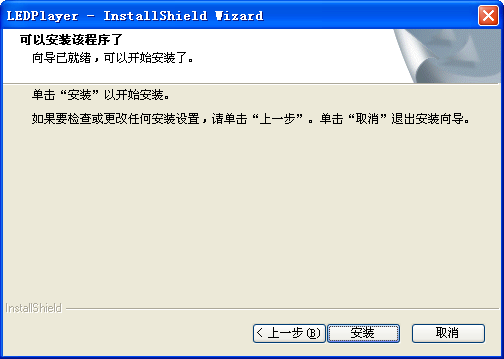 LEDPlayer - InstallShield Wizard
可以安装该程序了
向导已就绪，可以开始安装了。
单击“安装”以开始安装。
如果要检查或更改任何安装设置，请单击“上一步”。单击“取消”退出安装向导。
InstallShield
< 上一步(B) 安装 取消